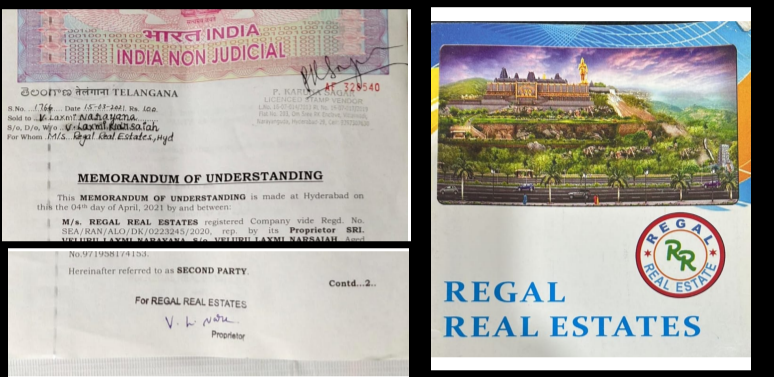 भारत INDIA
INDIA NON JUDICIAL
తెలంగాణ तेलंगाना TELANGANA
AF 328540
S.No. 1766 Date 15-03-2021 Rs. 100
Sold to V. Laxmi Narayana
S/o, D/o, W/o V. Laxmi Narsaiah
For Whom M/s. Regal Real Estates, Hyd
P. KARUNA SAGAR
LICENCED STAMP VENDOR
MEMORANDUM OF UNDERSTANDING
This MEMORANDUM OF UNDERSTANDING is made at Hyderabad on
this the 04th day of April, 2021 by and between:
M/s. REGAL REAL ESTATES registered Company vide Regd. No.
SEA/RAN/ALO/DK/0223245/2020, rep. by its Proprietor SRI.
VELURU LAXMI NARAYANA, S/o. VELURU LAXMI NARSAIAH, Aged
No.971958174153.
Hereinafter referred to as SECOND PARTY.
Contd...2..
For REGAL REAL ESTATES
Proprietor
REGAL
RR
REAL ESTATE
REGAL
REAL ESTATES